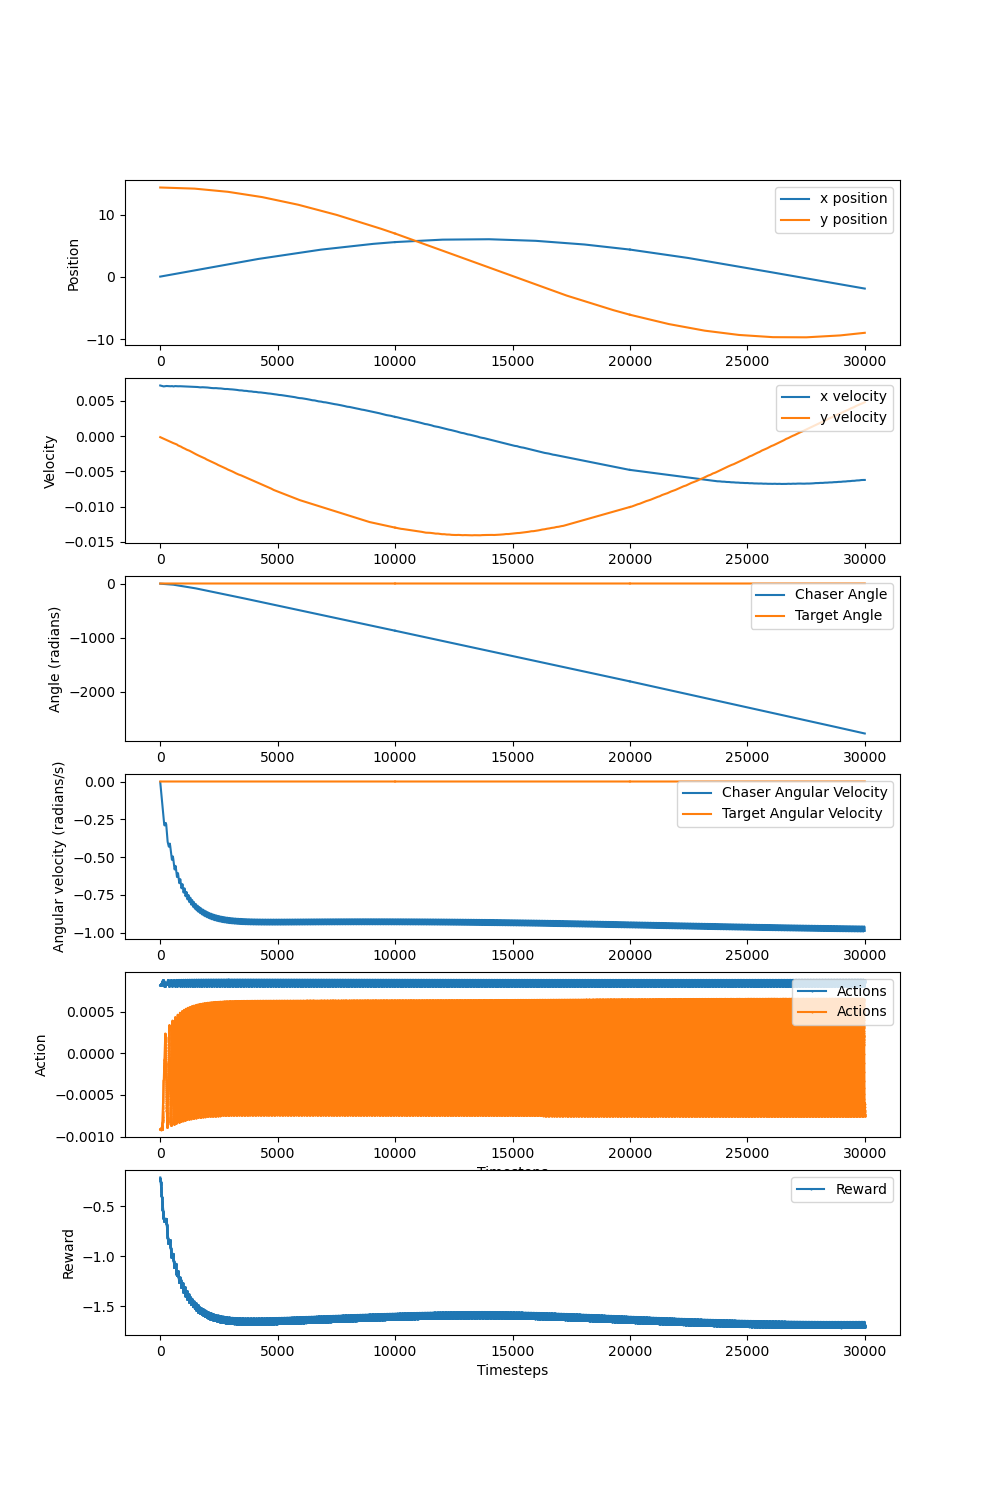 10
0
−10
Position
x position
y position
0 5000 10000 15000 20000 25000 30000
0.005
0.000
−0.005
−0.010
−0.015
Velocity
x velocity
y velocity
0 5000 10000 15000 20000 25000 30000
0
−1000
−2000
Angle (radians)
Chaser Angle
Target Angle
0 5000 10000 15000 20000 25000 30000
0.00
−0.25
−0.50
−0.75
−1.00
Angular velocity (radians/s)
Chaser Angular Velocity
Target Angular Velocity
0 5000 10000 15000 20000 25000 30000
0.0005
0.0000
−0.0005
−0.0010
Action
Actions
Actions
0 5000 10000 15000 20000 25000 30000
Timesteps
−0.5
−1.0
−1.5
Reward
Reward
0 5000 10000 15000 20000 25000 30000
Timesteps